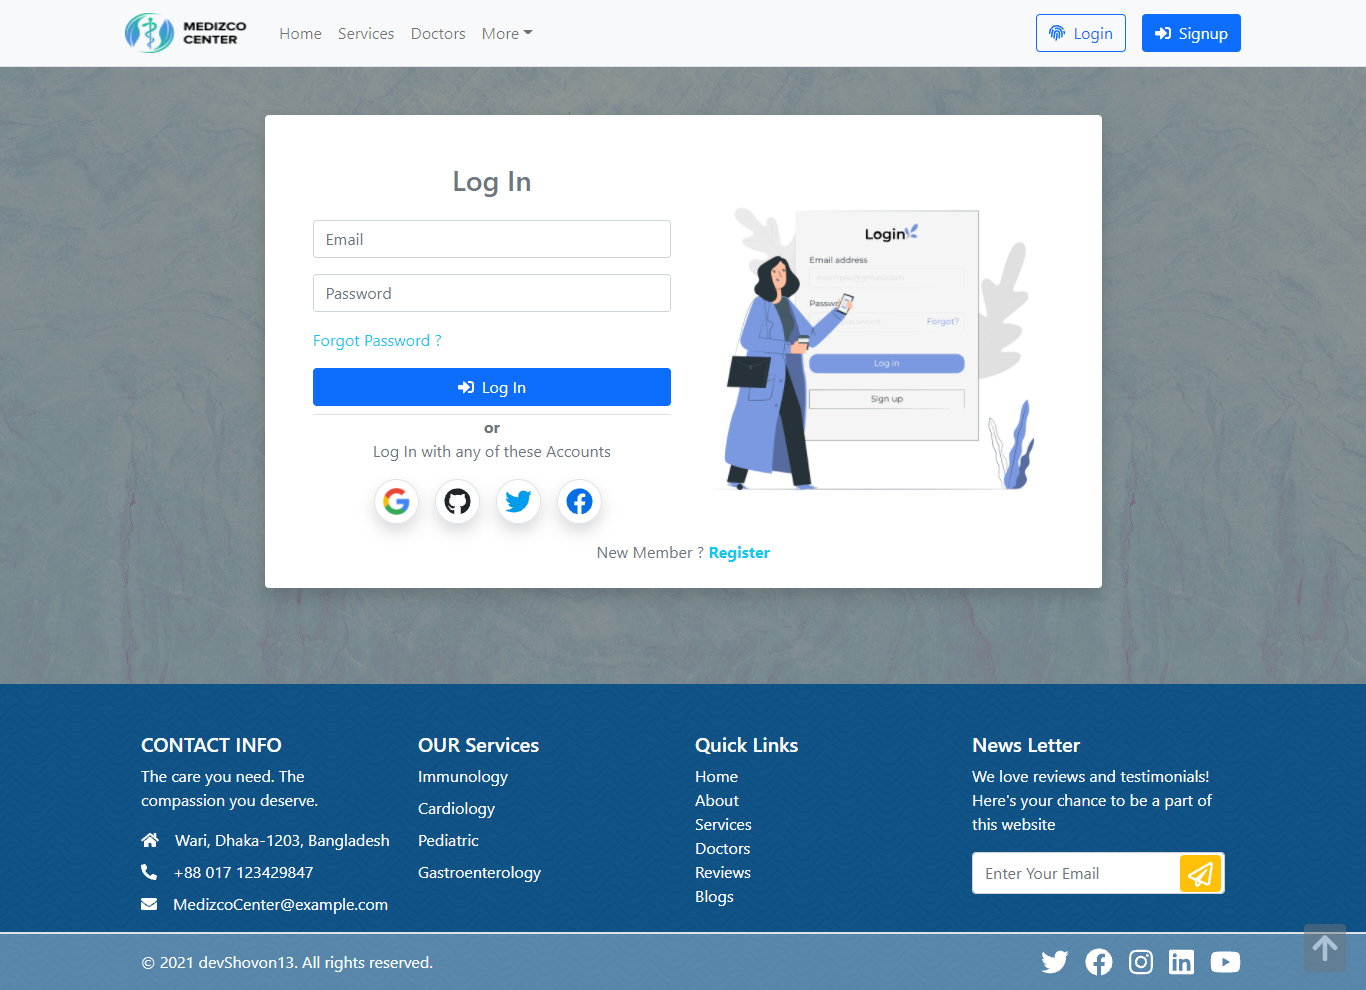 MEDIZCO
CENTER
Home
Services
Doctors
More
Login
Signup
Log In
Email
Password
Forgot Password ?
Log In
or
Log In with any of these Accounts
Login
Email address
example@gmail.com
Password
password
Forgot?
Log in
Sign up
New Member ? Register
CONTACT INFO
The care you need. The
compassion you deserve.
Wari, Dhaka-1203, Bangladesh
+88 017 123429847
MedizcoCenter@example.com
OUR Services
Immunology
Cardiology
Pediatric
Gastroenterology
Quick Links
Home
About
Services
Doctors
Reviews
Blogs
News Letter
We love reviews and testimonials!
Here's your chance to be a part of
this website
Enter Your Email
© 2021 devShovon13. All rights reserved.